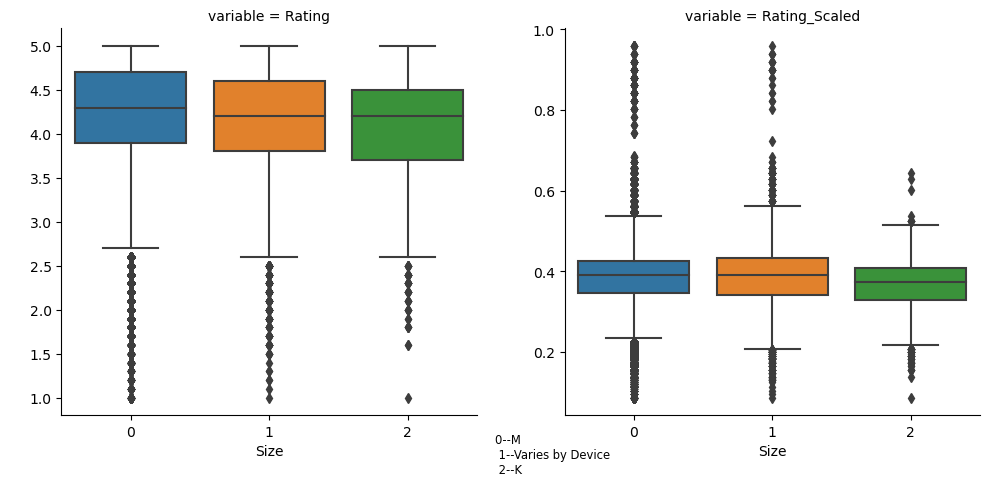 variable = Rating
5.0
4.5
4.0
3.5
3.0
2.5
2.0
1.5
1.0
0 1 2
Size
variable = Rating_Scaled
1.0
0.8
0.6
0.4
0.2
0 1 2
Size
0--M
1--Varies by Device
2--K